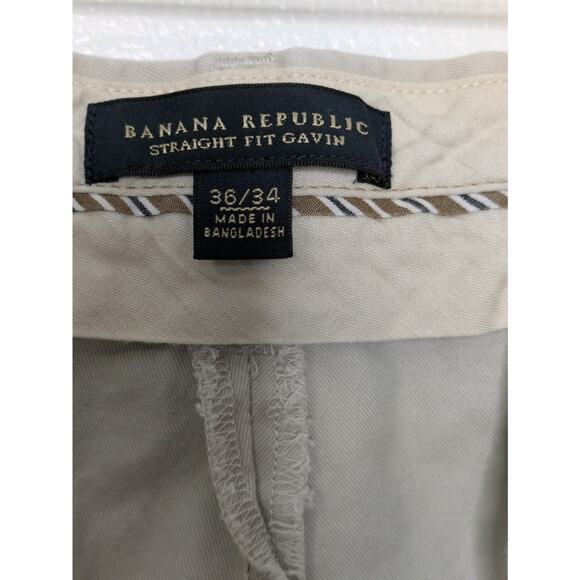 BANANA REPUBLIC
STRAIGHT FIT GAVIN
36/34
MADE IN
BANGLADESH